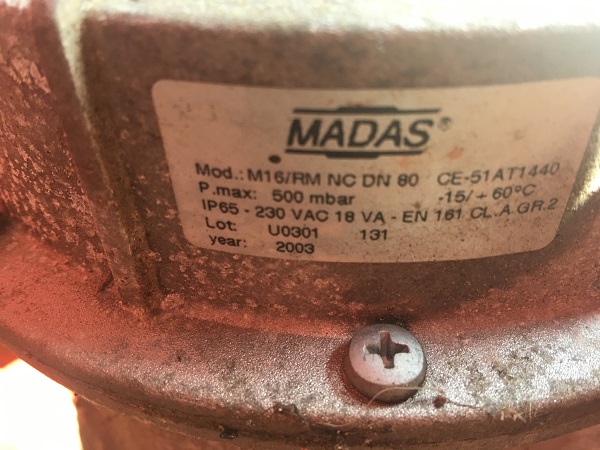 MADAS®
Mod.: M16/RM NC DN 80 CE-51AT1440
P.max: 500 mbar -15/+60°C
IP65 - 230 VAC 18 VA - EN 161 CL.A GR.2
Lot: U0301 131
year: 2003